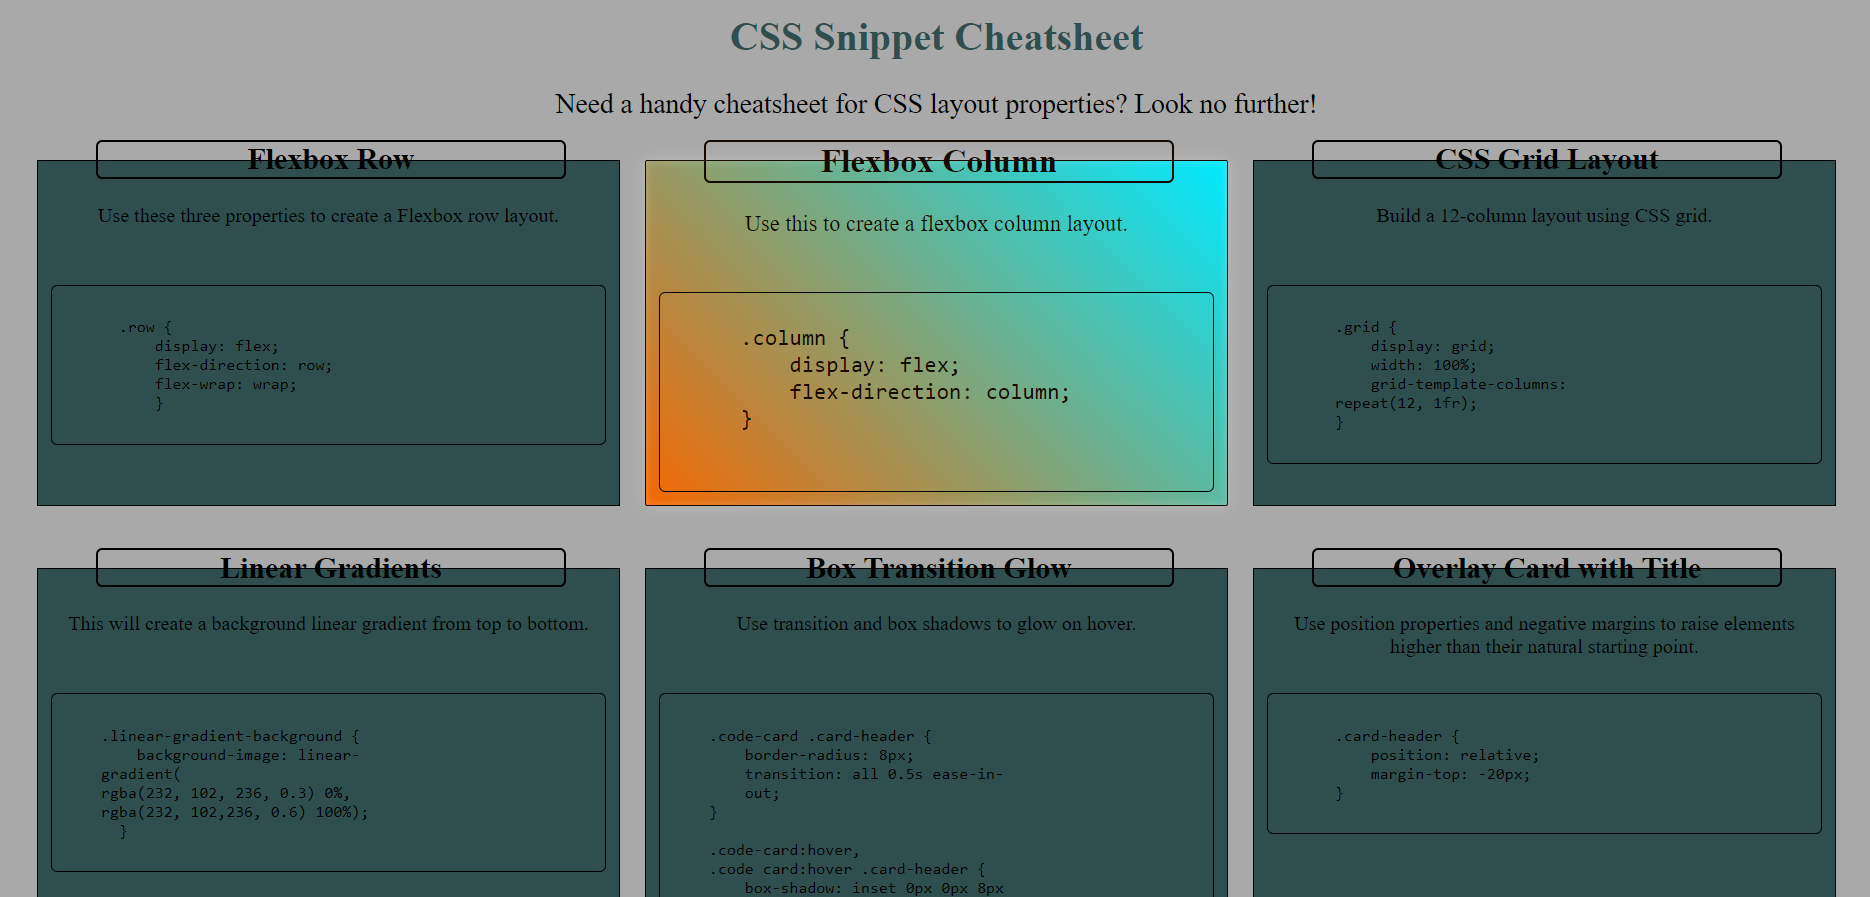 CSS Snippet Cheatsheet
Need a handy cheatsheet for CSS layout properties? Look no further!
Flexbox Row
Use these three properties to create a Flexbox row layout.
.row {
    display: flex;
    flex-direction: row;
    flex-wrap: wrap;
    }
Flexbox Column
Use this to create a flexbox column layout.
.column {
    display: flex;
    flex-direction: column;
}
CSS Grid Layout
Build a 12-column layout using CSS grid.
.grid {
    display: grid;
    width: 100%;
    grid-template-columns:
repeat(12, 1fr);
}
Linear Gradients
This will create a background linear gradient from top to bottom.
.linear-gradient-background {
    background-image: linear-
gradient(
rgba(232, 102, 236, 0.3) 0%,
rgba(232, 102,236, 0.6) 100%);
  }
Box Transition Glow
Use transition and box shadows to glow on hover.
.code-card .card-header {
    border-radius: 8px;
    transition: all 0.5s ease-in-
    out;
}
.code-card:hover,
.code card:hover .card-header {
    box-shadow: inset 0px 0px 8px
Overlay Card with Title
Use position properties and negative margins to raise elements
higher than their natural starting point.
.card-header {
    position: relative;
    margin-top: -20px;
}